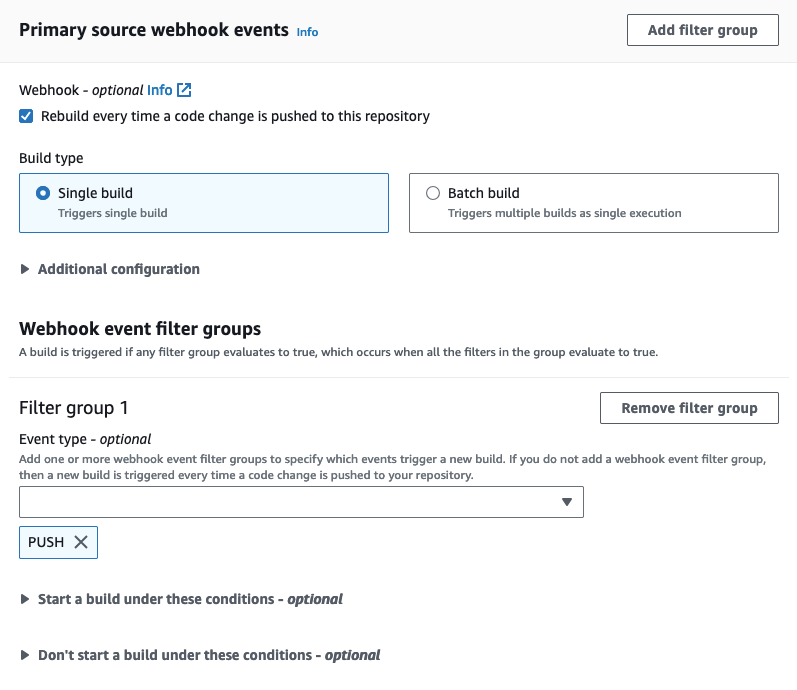 Primary source webhook events Info
Add filter group
Webhook - optional Info
Rebuild every time a code change is pushed to this repository
Build type
Single build
Triggers single build
Batch build
Triggers multiple builds as single execution
Additional configuration
Webhook event filter groups
A build is triggered if any filter group evaluates to true, which occurs when all the filters in the group evaluate to true.
Filter group 1
Remove filter group
Event type - optional
Add one or more webhook event filter groups to specify which events trigger a new build. If you do not add a webhook event filter group,
then a new build is triggered every time a code change is pushed to your repository.
PUSH
Start a build under these conditions - optional
Don't start a build under these conditions - optional